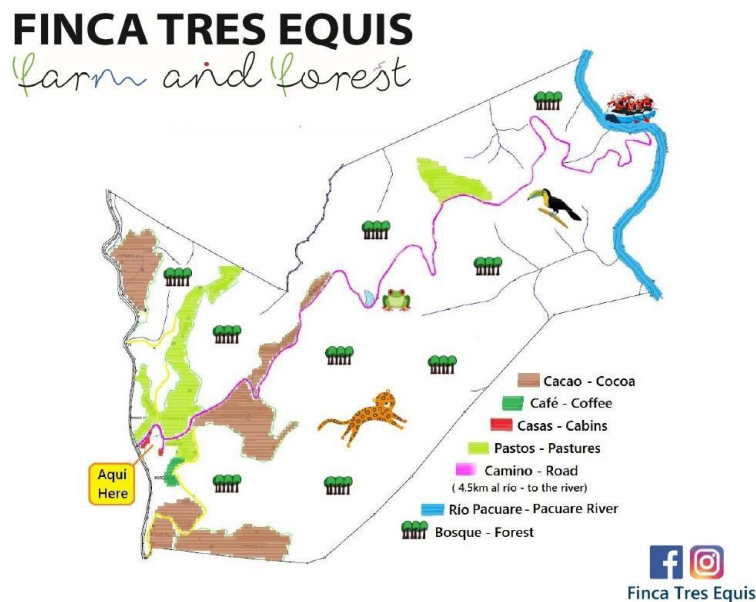 FINCA TRES EQUIS
Farm and Forest
Aquí
Here
Cacao - Cocoa
Café - Coffee
Casas - Cabins
Pastos - Pastures
Camino - Road
( 4.5km al río - to the river)
Río Pacuare - Pacuare River
Bosque - Forest
Finca Tres Equis